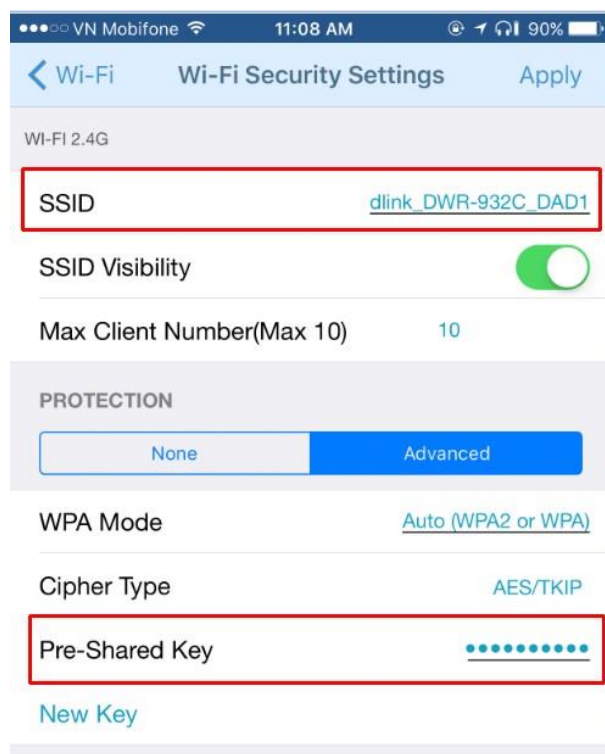 VN Mobifone 11:08 AM 90%
Wi-Fi Wi-Fi Security Settings Apply
WI-FI 2.4G
SSID dlink_DWR-932C_DAD1
SSID Visibility
Max Client Number(Max 10) 10
PROTECTION
None Advanced
WPA Mode Auto (WPA2 or WPA)
Cipher Type AES/TKIP
Pre-Shared Key ••••••••••
New Key